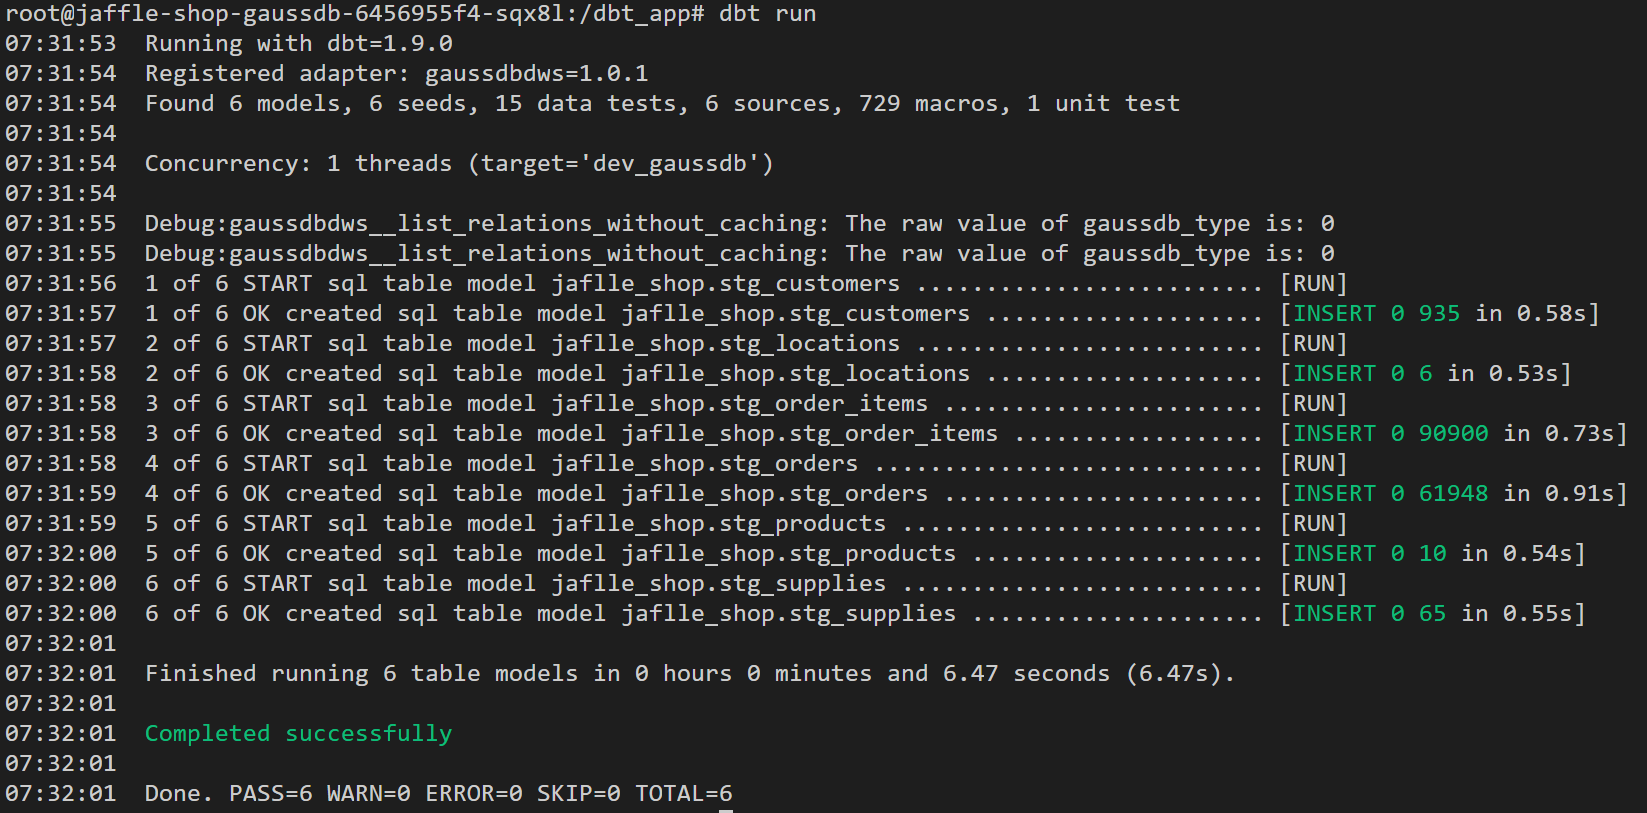 root@jaffle-shop-gaussdb-6456955f4-sqx8l:/dbt_app# dbt run
07:31:53  Running with dbt=1.9.0
07:31:54  Registered adapter: gaussdbdws=1.0.1
07:31:54  Found 6 models, 6 seeds, 15 data tests, 6 sources, 729 macros, 1 unit test
07:31:54
07:31:54  Concurrency: 1 threads (target='dev_gaussdb')
07:31:54
07:31:55  Debug:gaussdbdws__list_relations_without_caching: The raw value of gaussdb_type is: 0
07:31:55  Debug:gaussdbdws__list_relations_without_caching: The raw value of gaussdb_type is: 0
07:31:56  1 of 6 START sql table model jaflle_shop.stg_customers ......................... [RUN]
07:31:57  1 of 6 OK created sql table model jaflle_shop.stg_customers .................... [INSERT 0 935 in 0.58s]
07:31:57  2 of 6 START sql table model jaflle_shop.stg_locations ......................... [RUN]
07:31:58  2 of 6 OK created sql table model jaflle_shop.stg_locations .................... [INSERT 0 6 in 0.53s]
07:31:58  3 of 6 START sql table model jaflle_shop.stg_order_items ....................... [RUN]
07:31:58  3 of 6 OK created sql table model jaflle_shop.stg_order_items .................. [INSERT 0 90900 in 0.73s]
07:31:58  4 of 6 START sql table model jaflle_shop.stg_orders ............................ [RUN]
07:31:59  4 of 6 OK created sql table model jaflle_shop.stg_orders ....................... [INSERT 0 61948 in 0.91s]
07:31:59  5 of 6 START sql table model jaflle_shop.stg_products .......................... [RUN]
07:32:00  5 of 6 OK created sql table model jaflle_shop.stg_products ..................... [INSERT 0 10 in 0.54s]
07:32:00  6 of 6 START sql table model jaflle_shop.stg_supplies .......................... [RUN]
07:32:00  6 of 6 OK created sql table model jaflle_shop.stg_supplies ..................... [INSERT 0 65 in 0.55s]
07:32:01
07:32:01  Finished running 6 table models in 0 hours 0 minutes and 6.47 seconds (6.47s).
07:32:01
07:32:01  Completed successfully
07:32:01
07:32:01  Done. PASS=6 WARN=0 ERROR=0 SKIP=0 TOTAL=6